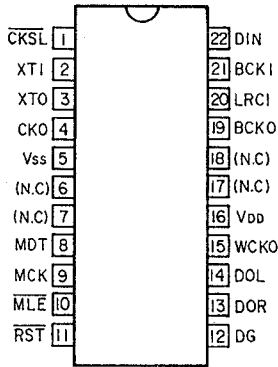 CKSL 1 22 DIN
XTI 2 21 BCKI
XTO 3 20 LRCI
CKO 4 19 BCKO
Vss 5 18 (N.C)
(N.C) 6 17 (N.C)
(N.C) 7 16 VDD
MDT 8 15 WCKO
MCK 9 14 DOL
MLE 10 13 DOR
RST 11 12 DG